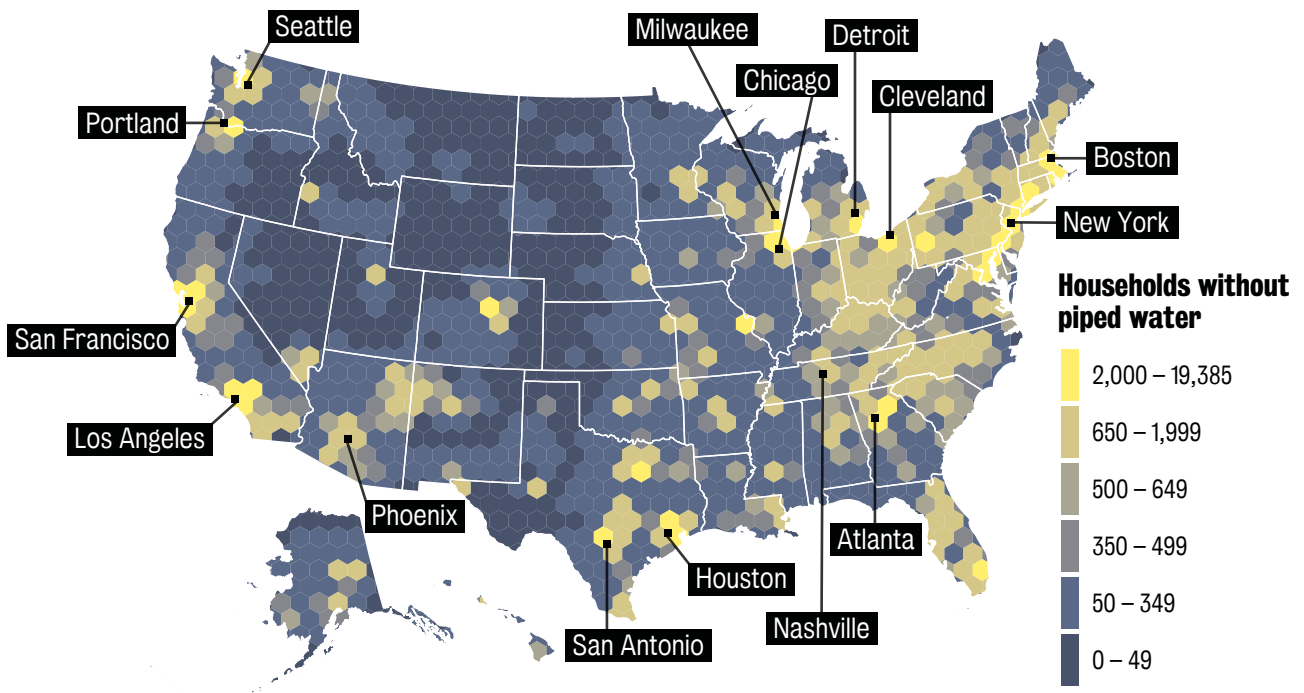 Seattle
Milwaukee
Detroit
Chicago
Cleveland
Portland
Boston
New York
Households without
piped water
San Francisco
2,000 – 19,385
650 – 1,999
Los Angeles
500 – 649
Phoenix
Atlanta
350 – 499
Houston
50 – 349
Nashville
San Antonio
0 – 49